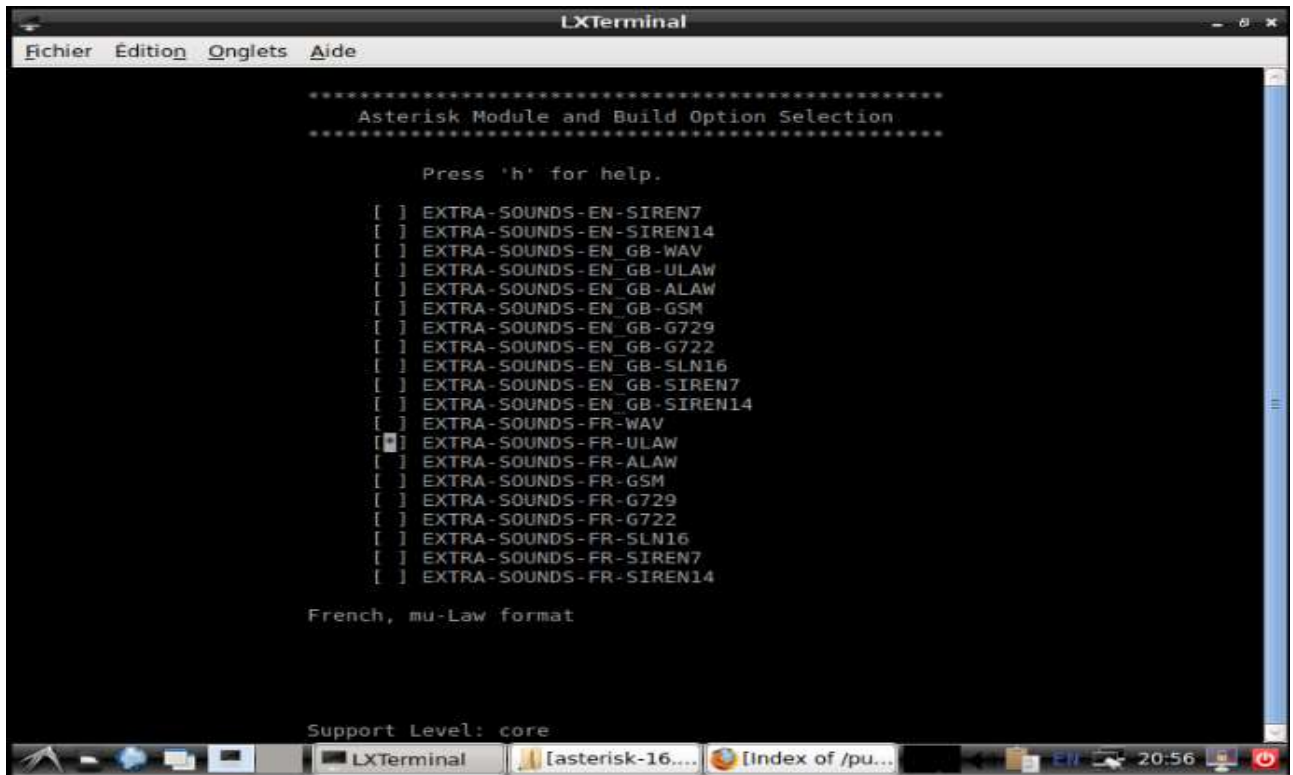 LXTerminal
Fichier Édition Onglets Aide
****************************************************
Asterisk Module and Build Option Selection
****************************************************
Press 'h' for help.
[ ] EXTRA-SOUNDS-EN-SIREN7
[ ] EXTRA-SOUNDS-EN-SIREN14
[ ] EXTRA-SOUNDS-EN_GB-WAV
[ ] EXTRA-SOUNDS-EN_GB-ULAW
[ ] EXTRA-SOUNDS-EN_GB-ALAW
[ ] EXTRA-SOUNDS-EN_GB-GSM
[ ] EXTRA-SOUNDS-EN_GB-G729
[ ] EXTRA-SOUNDS-EN_GB-G722
[ ] EXTRA-SOUNDS-EN_GB-SLN16
[ ] EXTRA-SOUNDS-EN_GB-SIREN7
[ ] EXTRA-SOUNDS-EN_GB-SIREN14
[ ] EXTRA-SOUNDS-FR-WAV
[*] EXTRA-SOUNDS-FR-ULAW
[ ] EXTRA-SOUNDS-FR-ALAW
[ ] EXTRA-SOUNDS-FR-GSM
[ ] EXTRA-SOUNDS-FR-G729
[ ] EXTRA-SOUNDS-FR-G722
[ ] EXTRA-SOUNDS-FR-SLN16
[ ] EXTRA-SOUNDS-FR-SIREN7
[ ] EXTRA-SOUNDS-FR-SIREN14
French, mu-Law format
Support Level: core
LXTerminal [asterisk-16.... [Index of /pu... EN 20:56